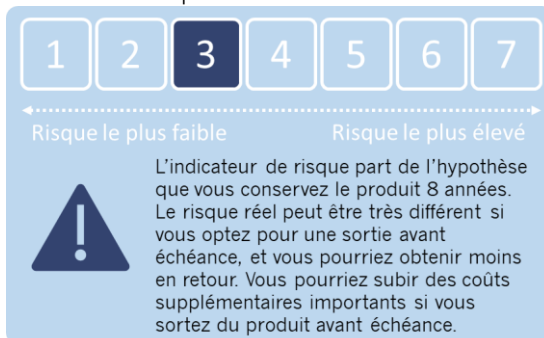 1 2 3 4 5 6 7
Risque le plus faible Risque le plus élevé
L'indicateur de risque part de l'hypothèse
que vous conservez le produit 8 années.
Le risque réel peut être très différent si
vous optez pour une sortie avant
échéance, et vous pourriez obtenir moins
en retour. Vous pourriez subir des coûts
supplémentaires importants si vous
sortez du produit avant échéance.